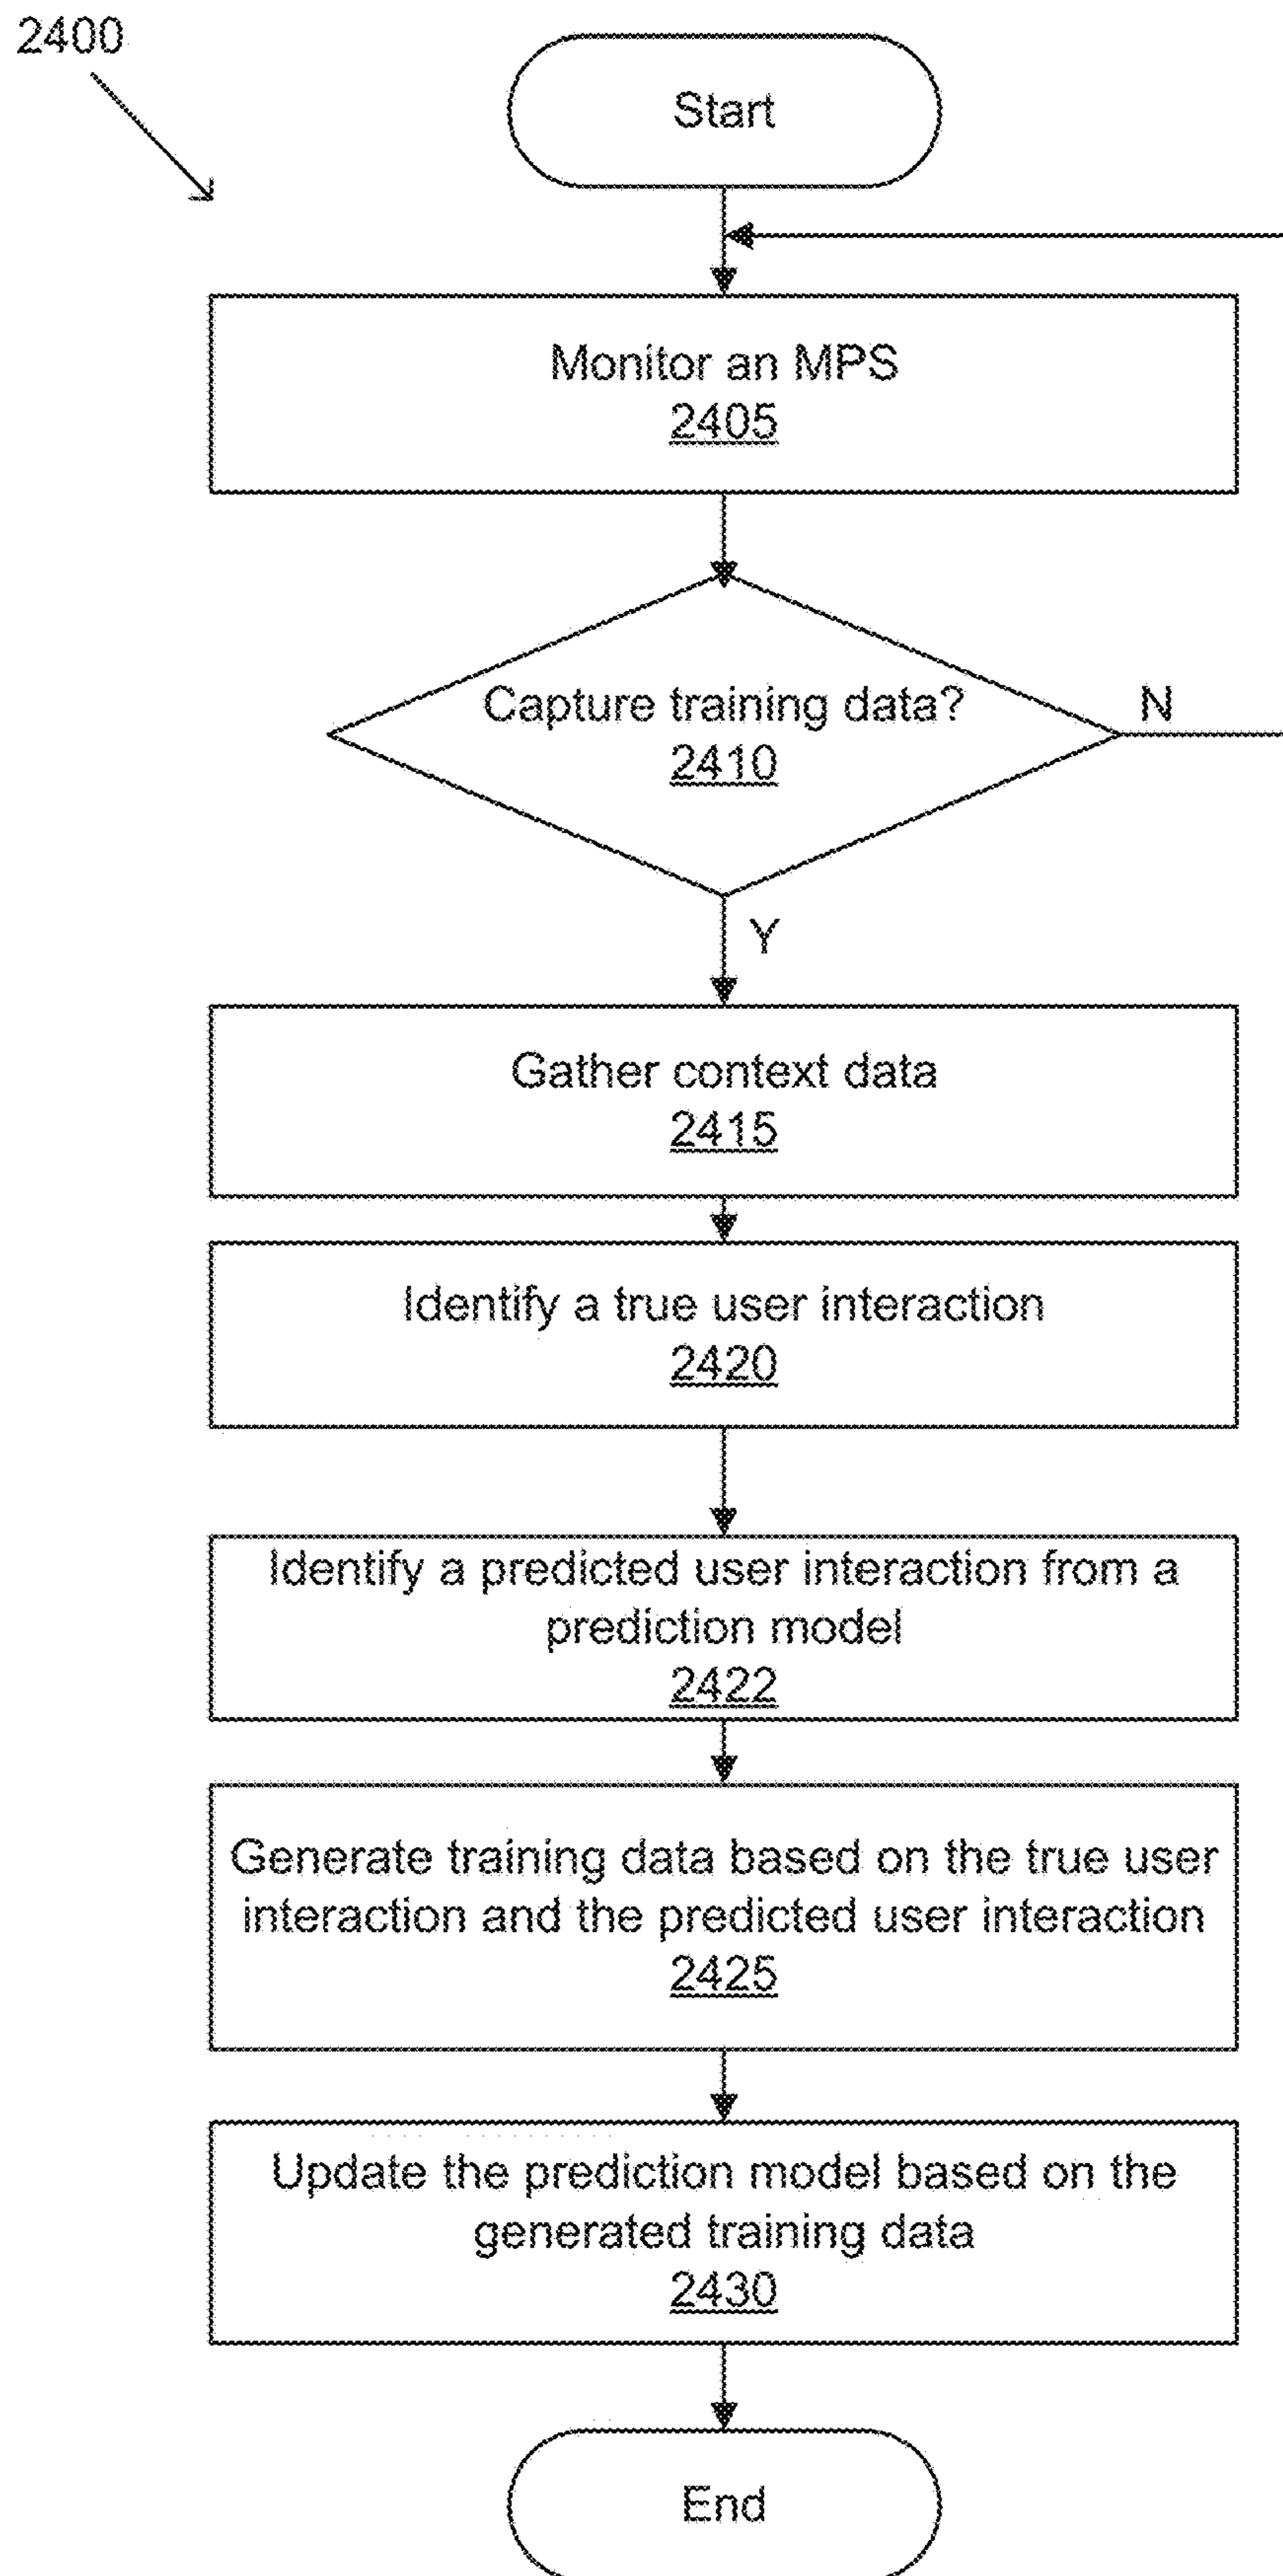 2400
Start
Monitor an MPS
2405
Capture training data?
2410
N
Y
Gather context data
2415
Identify a true user interaction
2420
Identify a predicted user interaction from a
prediction model
2422
Generate training data based on the true user
interaction and the predicted user interaction
2425
Update the prediction model based on the
generated training data
2430
End